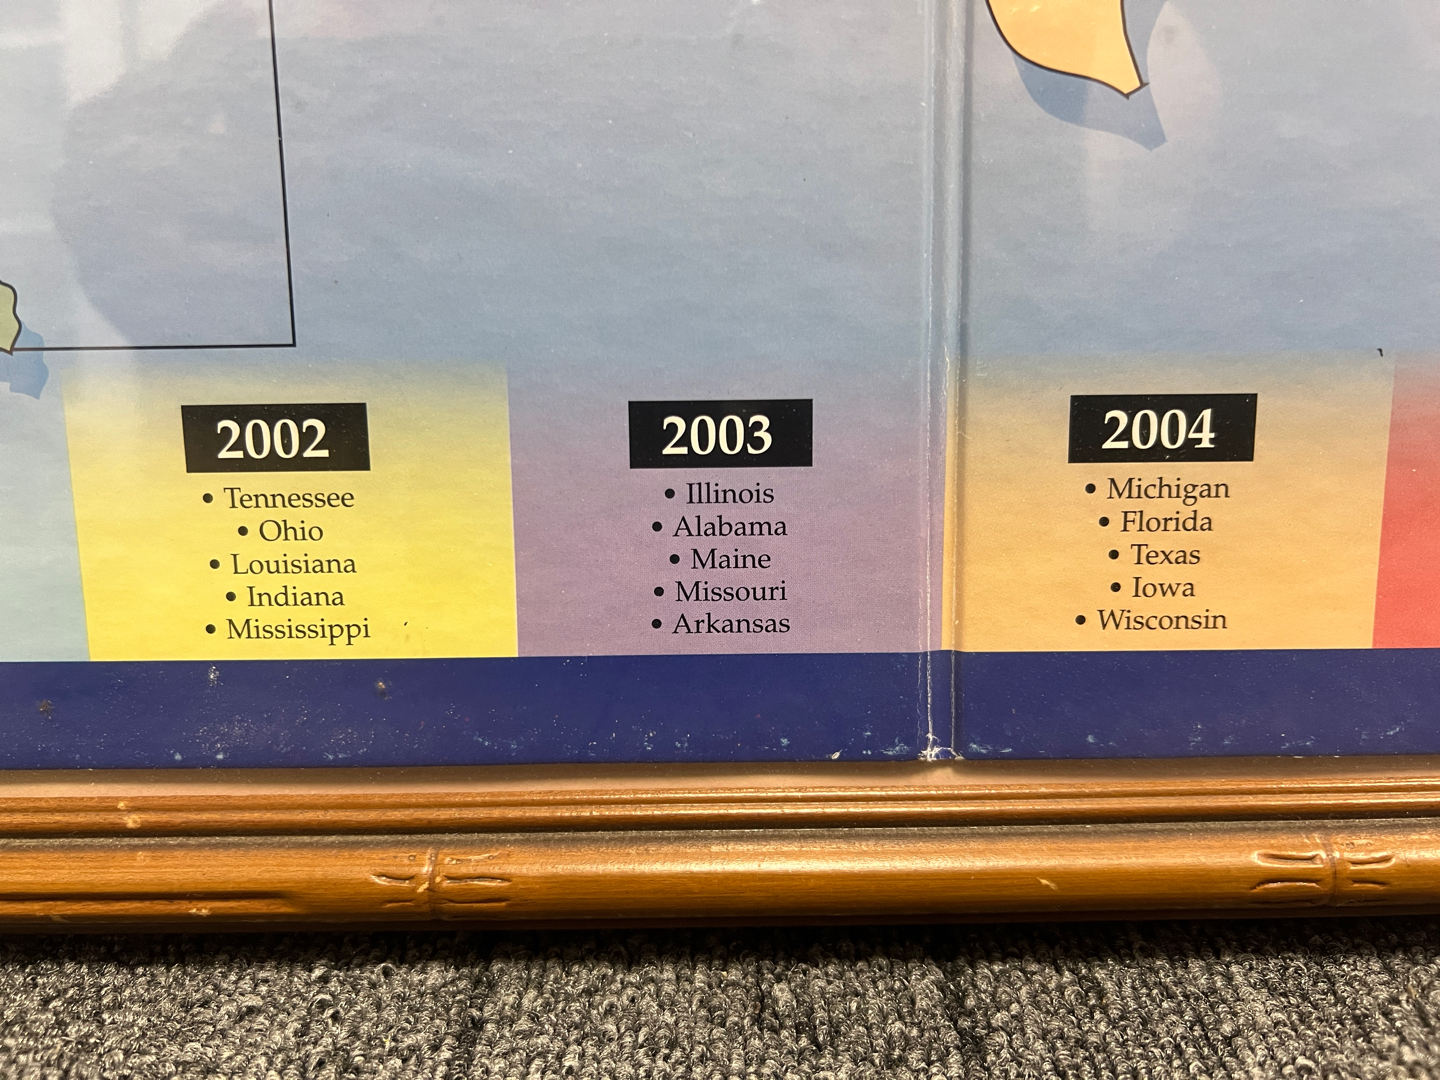 2002
• Tennessee
• Ohio
• Louisiana
• Indiana
• Mississippi
2003
• Illinois
• Alabama
• Maine
• Missouri
• Arkansas
2004
• Michigan
• Florida
• Texas
• Iowa
• Wisconsin